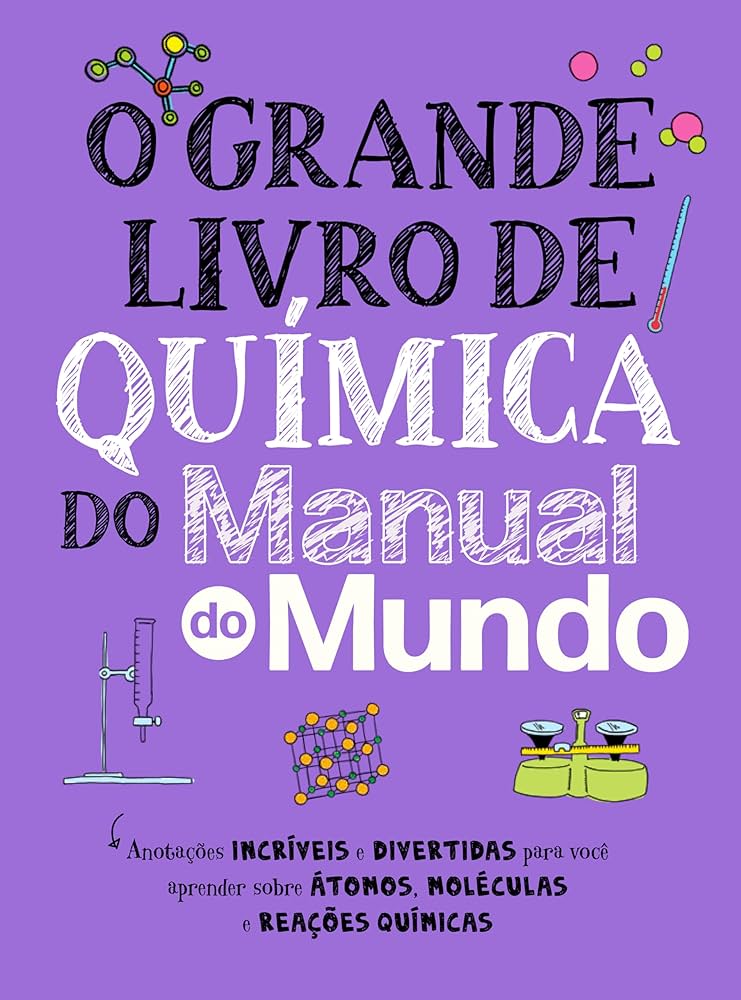 O GRANDE
LIVRO DE
QUÍMICA
DO Manual
do Mundo
Anotações INCRÍVEIS e DIVERTIDAS para você
aprender sobre ÁTOMOS, MOLÉCULAS
e REAÇÕES QUÍMICAS